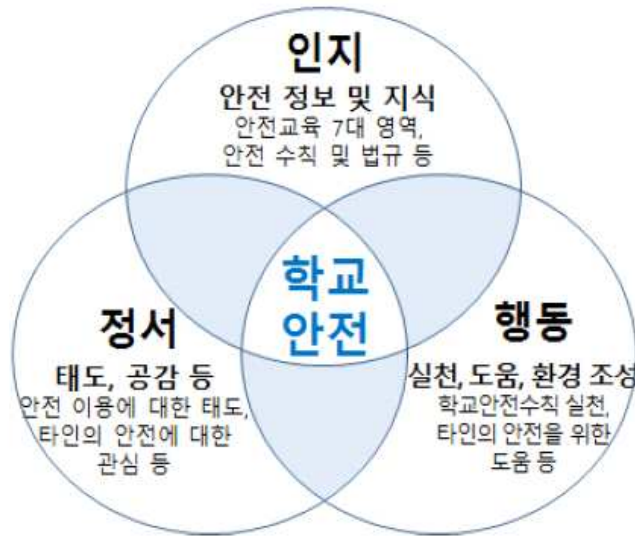 인지
안전 정보 및 지식
안전교육 7대 영역,
안전 수칙 및 법규 등
학교
안전
정서
태도, 공감 등
안전 이용에 대한 태도,
타인의 안전에 대한
관심 등
행동
실천, 도움, 환경 조성
학교안전수칙 실천,
타인의 안전을 위한
도움 등